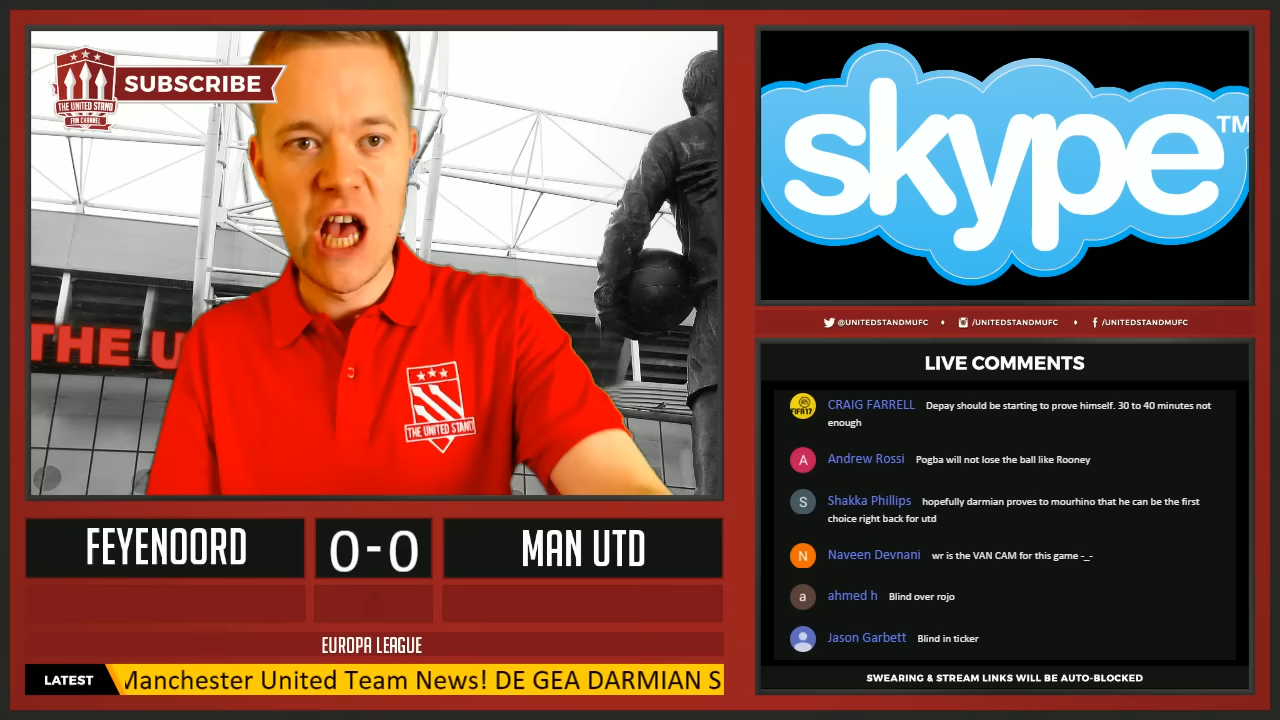 SUBSCRIBE
THE UNITED STAND
FAN CHANNEL
THE U
THE UNITED STAND
FEYENOORD
0-0
MAN UTD
EUROPA LEAGUE
LATEST
Manchester United Team News! DE GEA DARMIAN S
skype TM
@UNITEDSTANDMUFC
/UNITEDSTANDMUFC
/UNITEDSTANDMUFC
LIVE COMMENTS
EA SPORTS
FIFA17
CRAIG FARRELL Depay should be starting to prove himself. 30 to 40 minutes not
enough
A
Andrew Rossi Pogba will not lose the ball like Rooney
S
Shakka Phillips hopefully darmian proves to mourhino that he can be the first
choice right back for utd
N
Naveen Devnani wr is the VAN CAM for this game -_-
a
ahmed h Blind over rojo
Jason Garbett Blind in ticker
SWEARING & STREAM LINKS WILL BE AUTO-BLOCKED